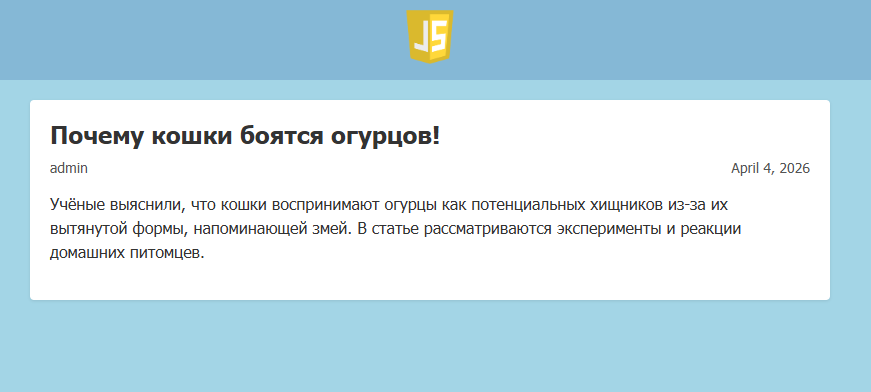 JS
Почему кошки боятся огурцов!
admin
April 4, 2026
Учёные выяснили, что кошки воспринимают огурцы как потенциальных хищников из-за их
вытянутой формы, напоминающей змей. В статье рассматриваются эксперименты и реакции
домашних питомцев.